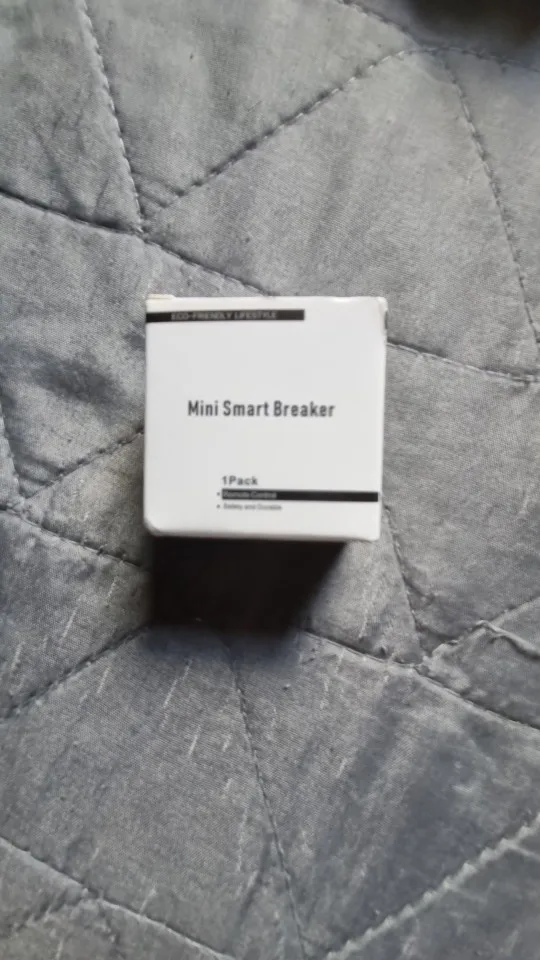 ECO-FRIENDLY LIFESTYLE
Mini Smart Breaker
1Pack
• Remote Control
• Safety and Durable